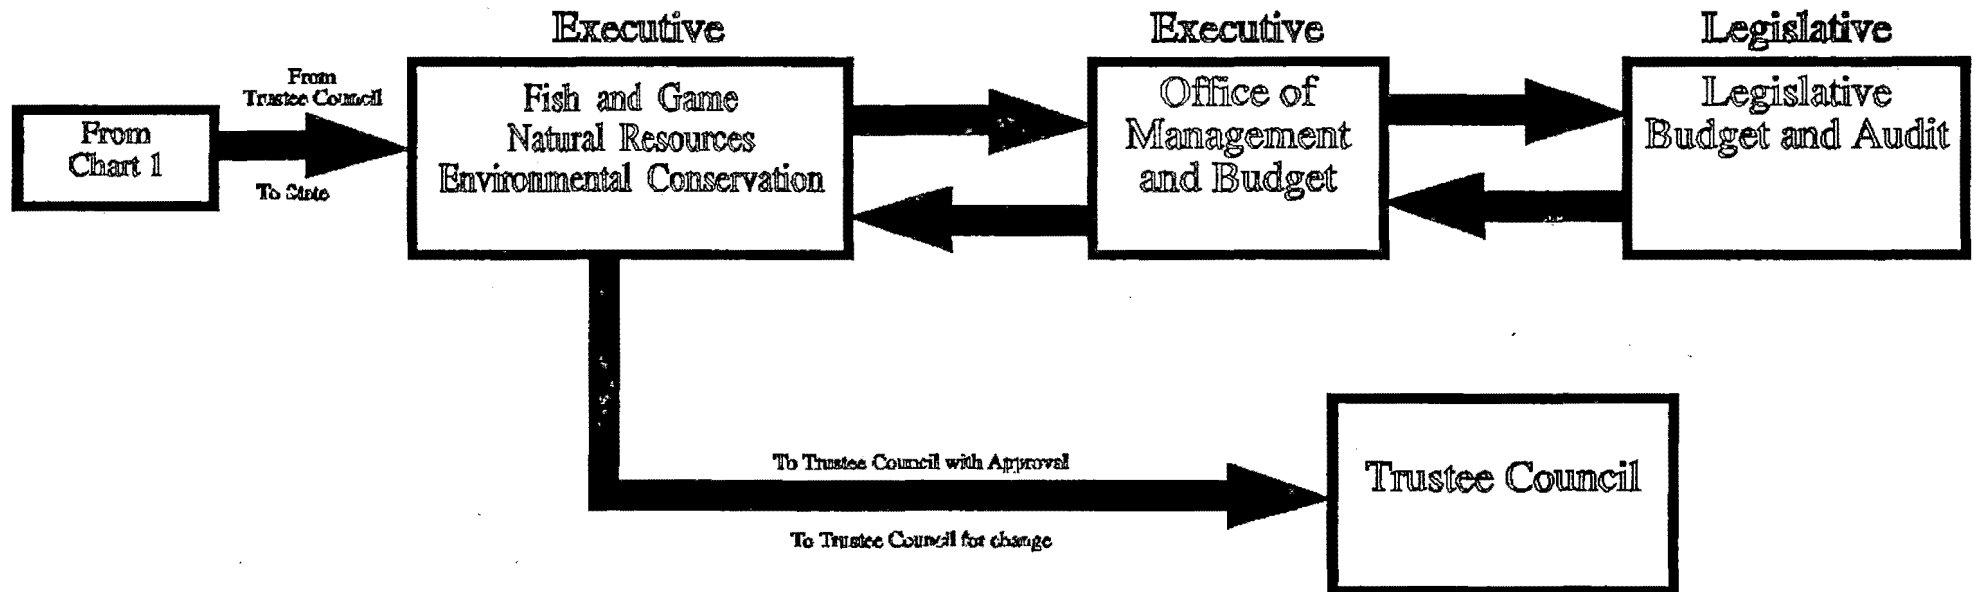 Executive
Executive
Legislative
From
Trustee Council
To State
From
Chart 1
Fish and Game
Natural Resources
Environmental Conservation
Office of
Management
and Budget
Legislative
Budget and Audit
To Trustee Council with Approval
To Trustee Council for change
Trustee Council